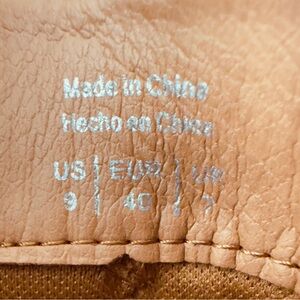 Made in China
Hecho en China
US | EUR | UK
9 | 40 | 7